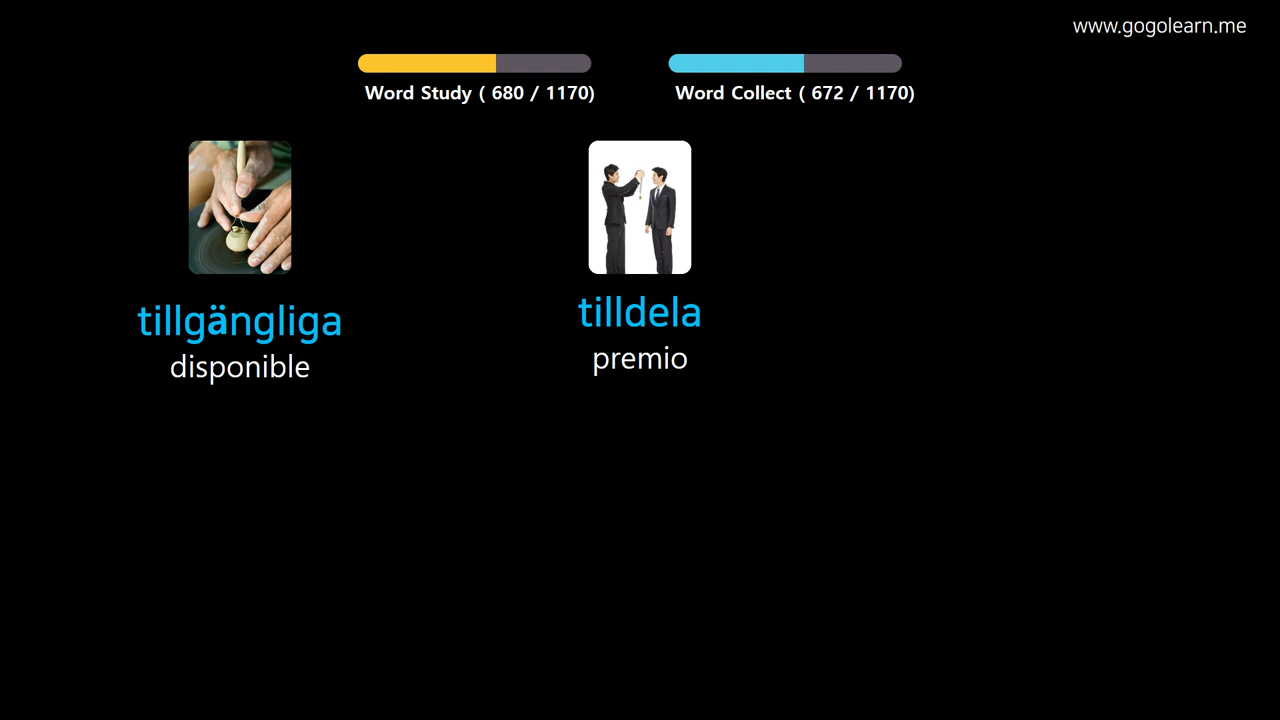 www.gogolearn.me
Word Study ( 680 / 1170)
Word Collect ( 672 / 1170)
tillgängliga
disponible
tilldela
premio